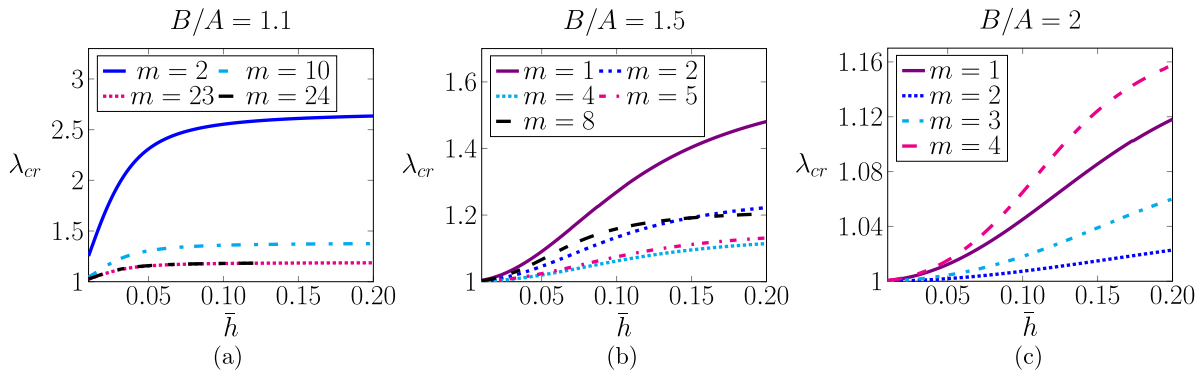 B/A = 1.1
3
2.5
2
1.5
1
λcr
m = 2
m = 10
m = 23
m = 24
0.05
0.10
0.15
0.20
h̄
(a)
B/A = 1.5
1.6
1.4
1.2
1
λcr
m = 1
m = 2
m = 4
m = 5
m = 8
0.05
0.10
0.15
0.20
h̄
(b)
B/A = 2
1.16
1.12
1.08
1.04
1
λcr
m = 1
m = 2
m = 3
m = 4
0.05
0.10
0.15
0.20
h̄
(c)